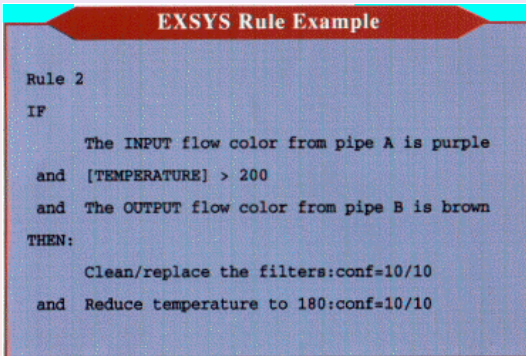 EXSYS Rule Example
Rule 2
IF
The INPUT flow color from pipe A is purple
and [TEMPERATURE] > 200
and The OUTPUT flow color from pipe B is brown
THEN:
Clean/replace the filters:conf=10/10
and Reduce temperature to 180:conf=10/10